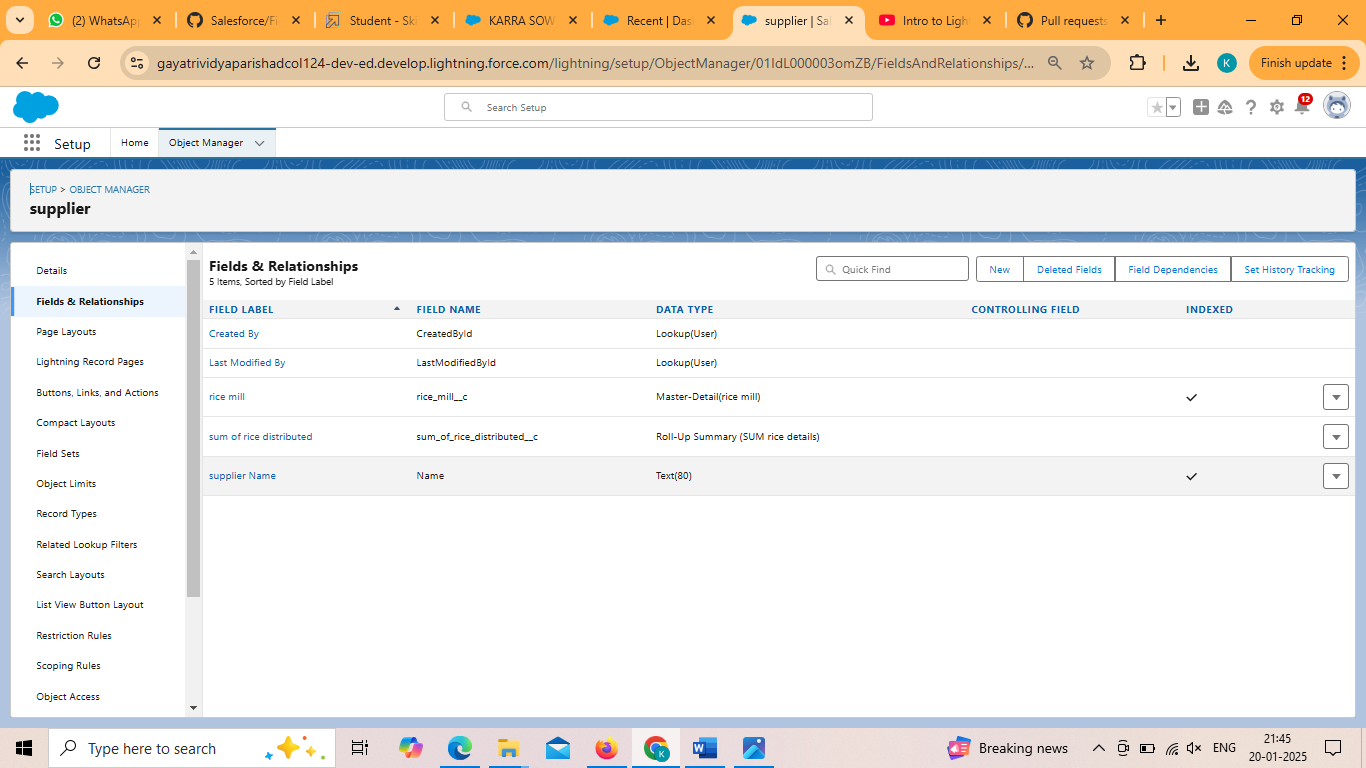 (2) WhatsApp
Salesforce/Fi
Student - Ski
KARRA SOW
Recent | Das
supplier | Sal
Intro to Ligh
Pull requests
gayatrividyaparishadcol124-dev-ed.develop.lightning.force.com/lightning/setup/ObjectManager/01IdL000003omZB/FieldsAndRelationships/...
K
Finish update
Search Setup
12
Setup
Home
Object Manager
SETUP > OBJECT MANAGER
supplier
Details
Fields & Relationships
Page Layouts
Lightning Record Pages
Buttons, Links, and Actions
Compact Layouts
Field Sets
Object Limits
Record Types
Related Lookup Filters
Search Layouts
List View Button Layout
Restriction Rules
Scoping Rules
Object Access
Fields & Relationships
5 Items, Sorted by Field Label
Quick Find
New
Deleted Fields
Field Dependencies
Set History Tracking
FIELD LABEL FIELD NAME DATA TYPE CONTROLLING FIELD INDEXED
Created By CreatedById Lookup(User)
Last Modified By LastModifiedById Lookup(User)
rice mill rice_mill__c Master-Detail(rice mill)
sum of rice distributed sum_of_rice_distributed__c Roll-Up Summary (SUM rice details)
supplier Name Name Text(80)
Type here to search
Breaking news
ENG
21:45
20-01-2025